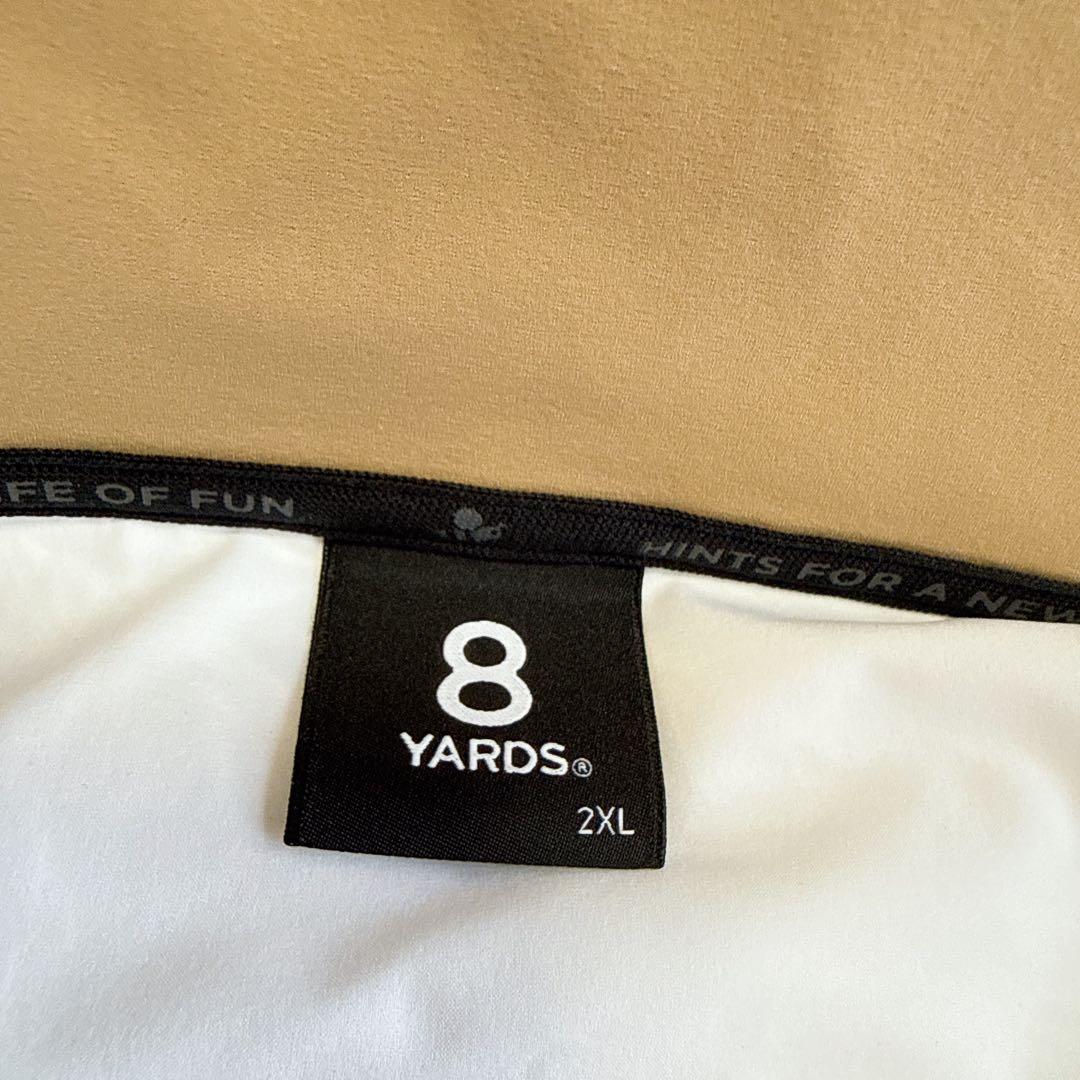 FE OF FUN
HINTS FOR A NEW
8
YARDS®
2XL